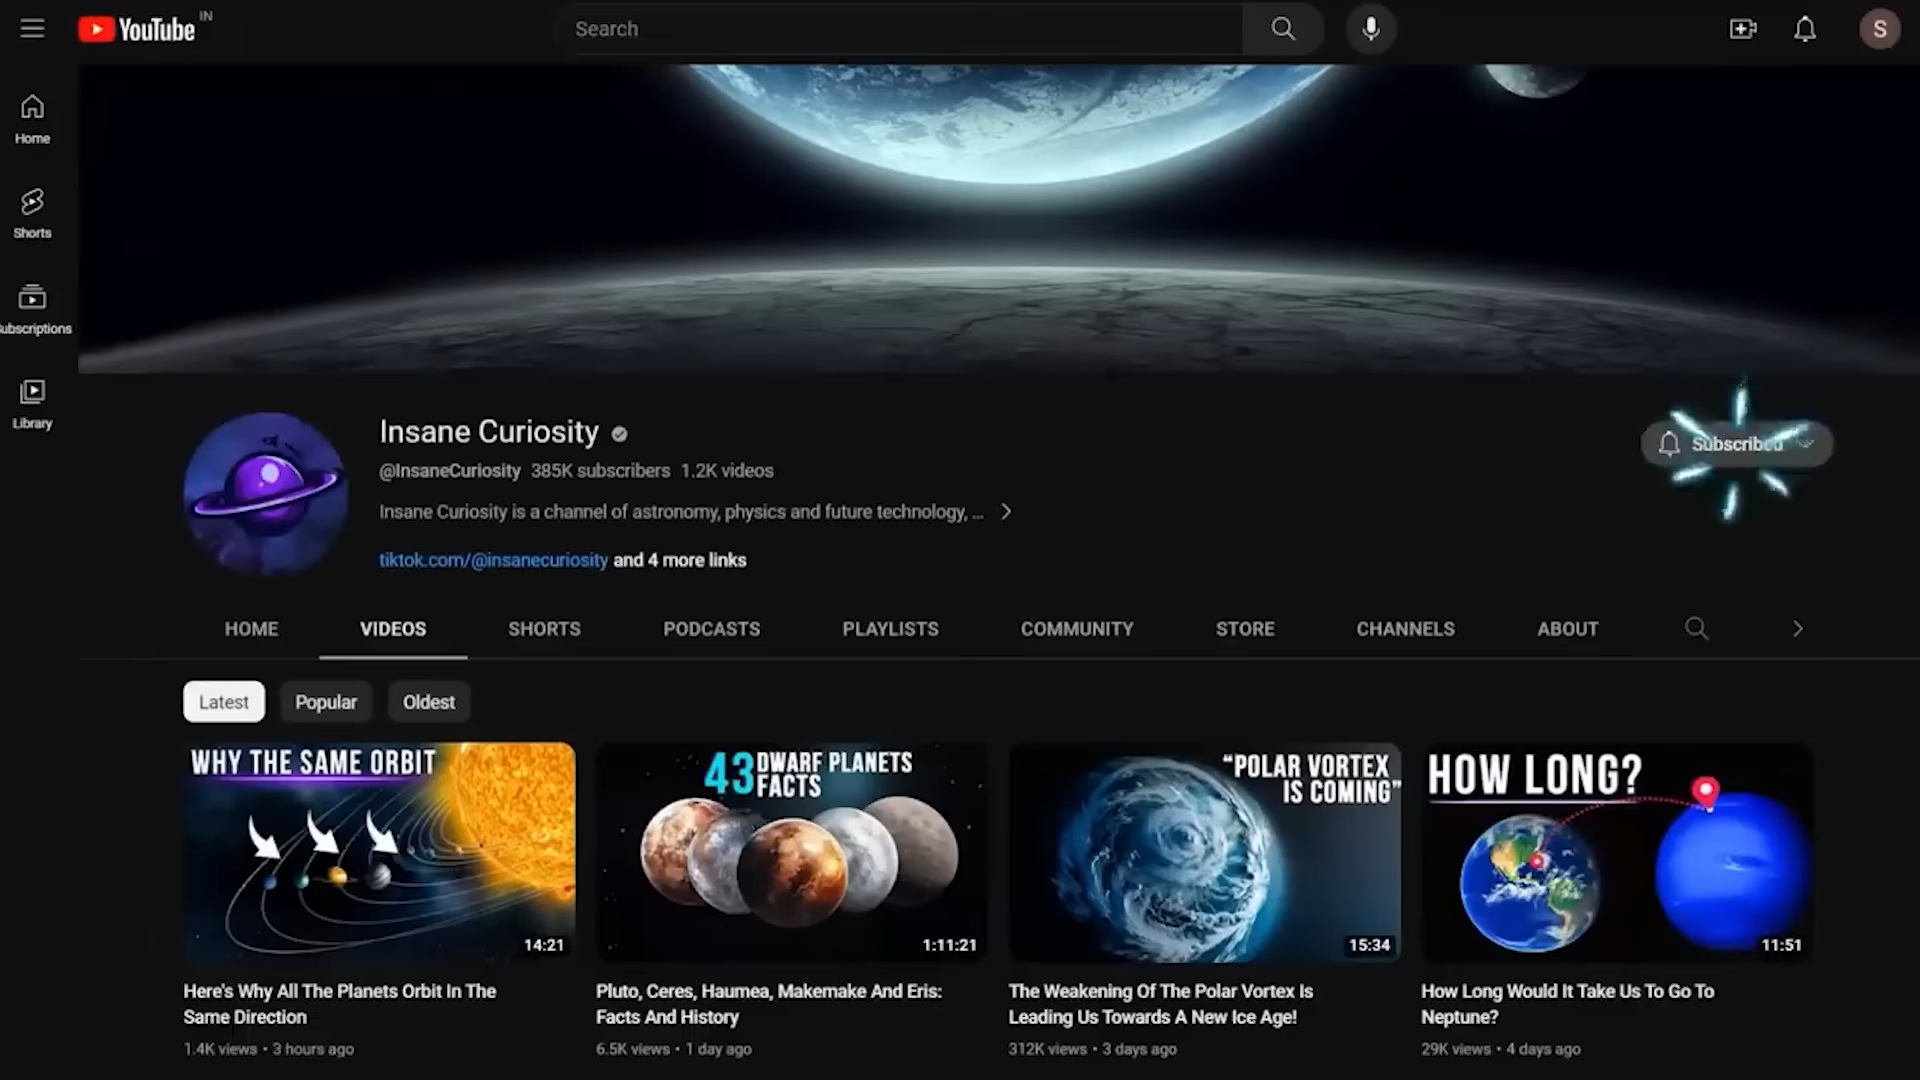 YouTube IN
Search
S
Home
Shorts
Subscriptions
Library
Insane Curiosity
@InsaneCuriosity 385K subscribers 1.2K videos
Insane Curiosity is a channel of astronomy, physics and future technology, ...
tiktok.com/@insanecuriosity and 4 more links
Subscribed
HOME VIDEOS SHORTS PODCASTS PLAYLISTS COMMUNITY STORE CHANNELS ABOUT
Latest Popular Oldest
WHY THE SAME ORBIT
14:21
Here's Why All The Planets Orbit In The
Same Direction
1.4K views • 3 hours ago
43 DWARF PLANETS
FACTS
1:11:21
Pluto, Ceres, Haumea, Makemake And Eris:
Facts And History
6.5K views • 1 day ago
“POLAR VORTEX
IS COMING”
15:34
The Weakening Of The Polar Vortex Is
Leading Us Towards A New Ice Age!
312K views • 3 days ago
HOW LONG?
11:51
How Long Would It Take Us To Go To
Neptune?
29K views • 4 days ago